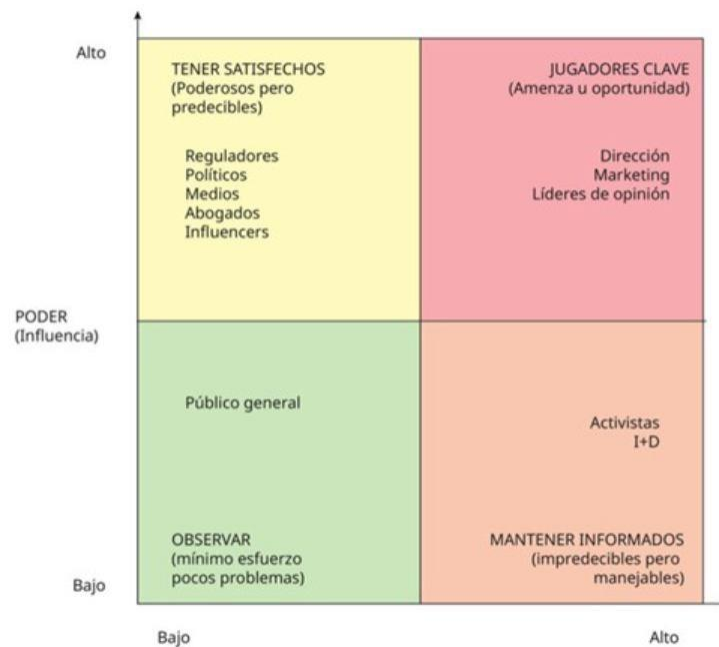 Alto
TENER SATISFECHOS
(Poderosos pero
predecibles)
Reguladores
Políticos
Medios
Abogados
Influencers
JUGADORES CLAVE
(Amenza u oportunidad)
Dirección
Marketing
Líderes de opinión
PODER
(Influencia)
Público general
OBSERVAR
(mínimo esfuerzo
pocos problemas)
Activistas
I+D
MANTENER INFORMADOS
(impredecibles pero
manejables)
Bajo
Bajo
Alto